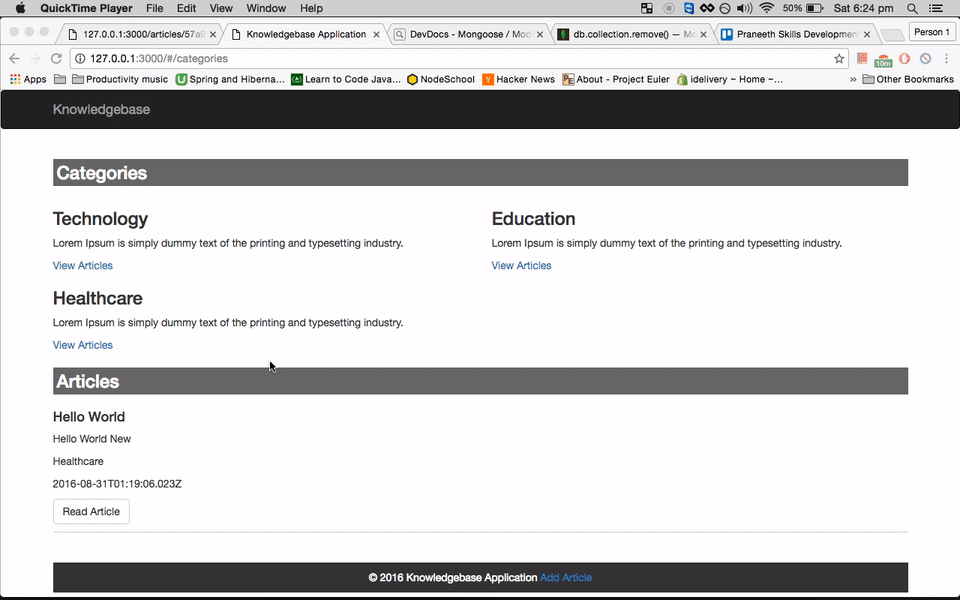 QuickTime Player File Edit View Window Help 50% Sat 6:24 pm
127.0.0.1:3000/articles/57a9 Knowledgebase Application DevDocs - Mongoose / Mod db.collection.remove() — Mo Praneeth Skills Development Person 1
127.0.0.1:3000/#/categories 10m
Apps Productivity music Spring and Hiberna... Learn to Code Java... NodeSchool Hacker News About - Project Euler idelivery ~ Home ~... » Other Bookmarks
Knowledgebase
Categories
Technology Education
Lorem Ipsum is simply dummy text of the printing and typesetting industry. Lorem Ipsum is simply dummy text of the printing and typesetting industry.
View Articles View Articles
Healthcare
Lorem Ipsum is simply dummy text of the printing and typesetting industry.
View Articles
Articles
Hello World
Hello World New
Healthcare
2016-08-31T01:19:06.023Z
Read Article
© 2016 Knowledgebase Application Add Article